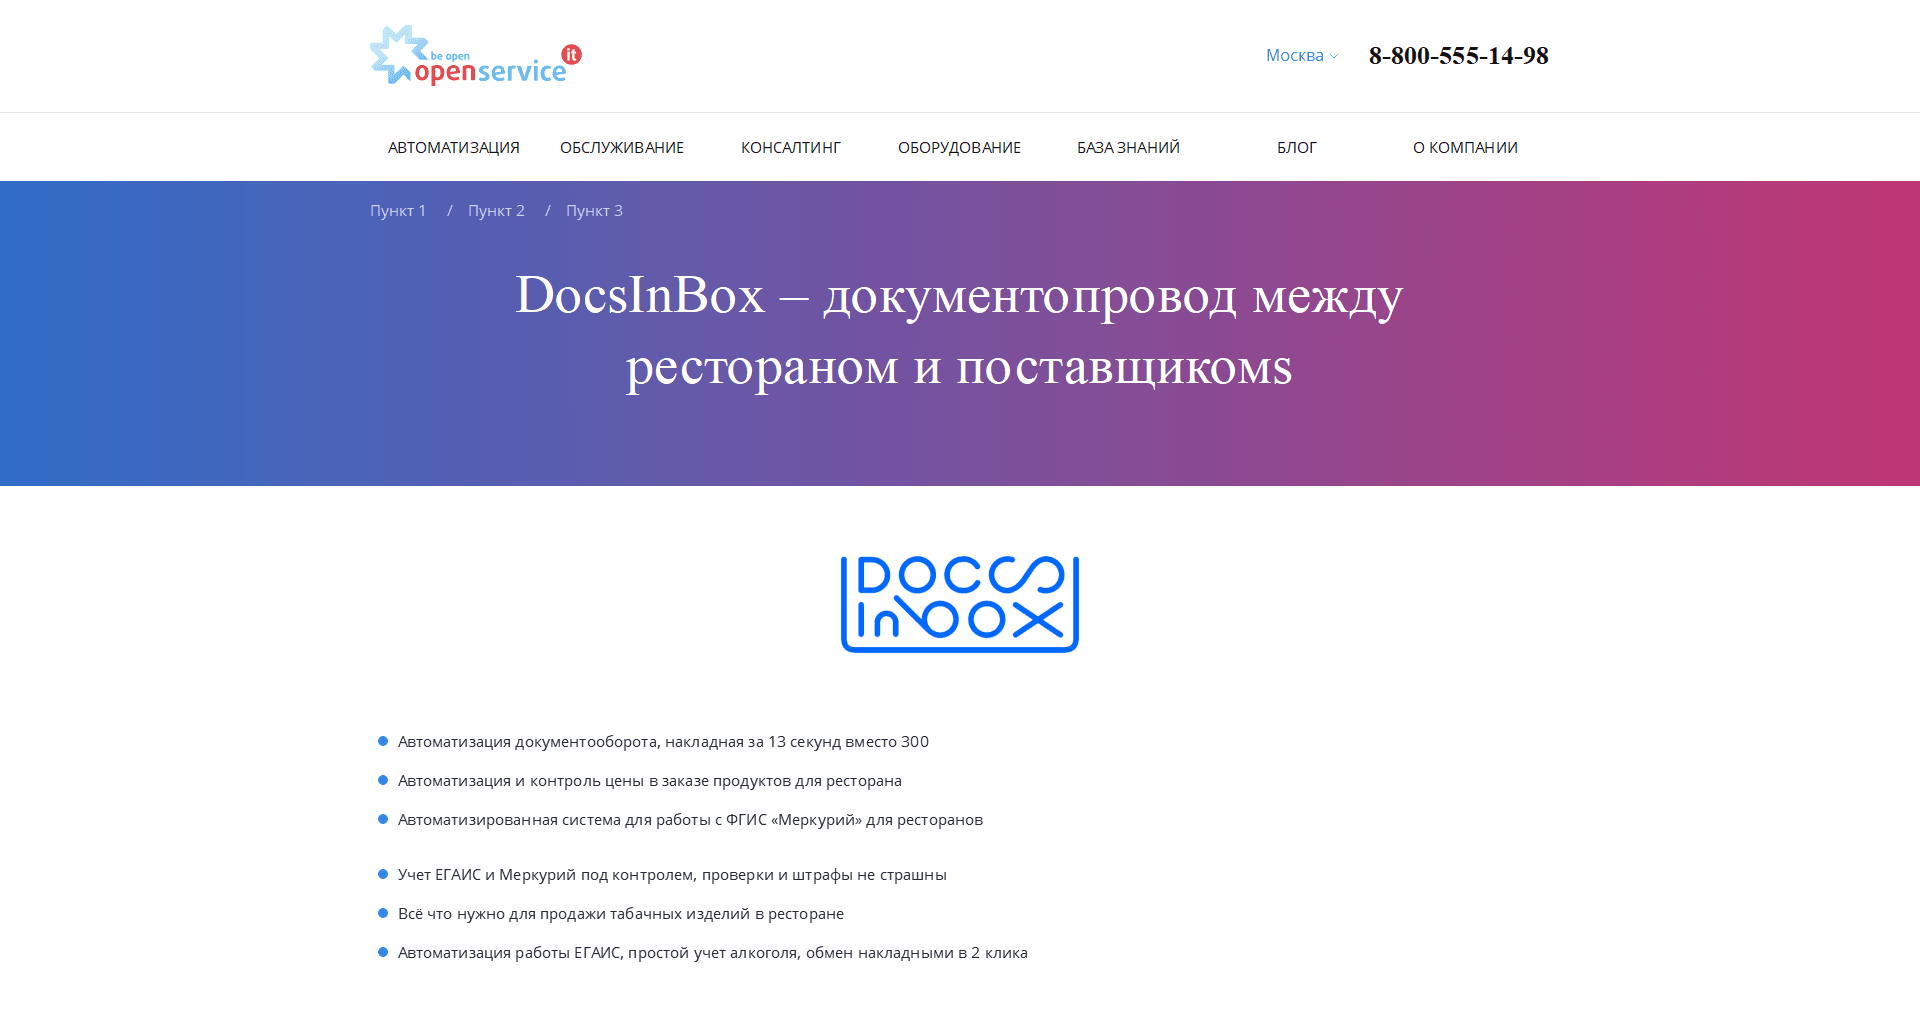 be open
openservice it
Москва 8-800-555-14-98
АВТОМАТИЗАЦИЯ ОБСЛУЖИВАНИЕ КОНСАЛТИНГ ОБОРУДОВАНИЕ БАЗА ЗНАНИЙ БЛОГ О КОМПАНИИ
Пункт 1 / Пункт 2 / Пункт 3
DocsInBox – документопровод между
рестораном и поставщикомs
DOCS
InBOX
Автоматизация документооборота, накладная за 13 секунд вместо 300
Автоматизация и контроль цены в заказе продуктов для ресторана
Автоматизированная система для работы с ФГИС «Меркурий» для ресторанов
Учет ЕГАИС и Меркурий под контролем, проверки и штрафы не страшны
Всё что нужно для продажи табачных изделий в ресторане
Автоматизация работы ЕГАИС, простой учет алкоголя, обмен накладными в 2 клика